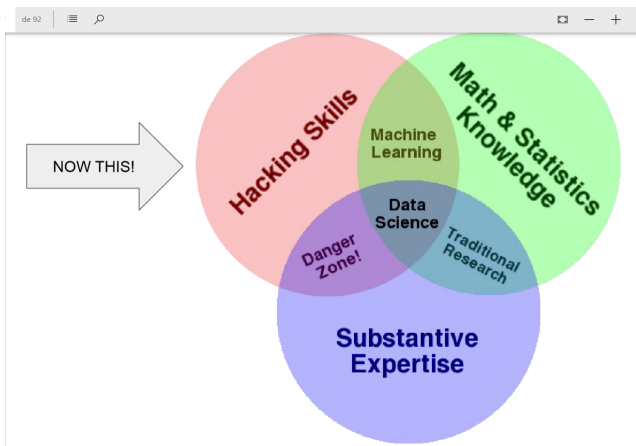 de 92
NOW THIS!
Hacking Skills
Math & Statistics
Knowledge
Machine
Learning
Data
Science
Danger
Zone!
Traditional
Research
Substantive
Expertise